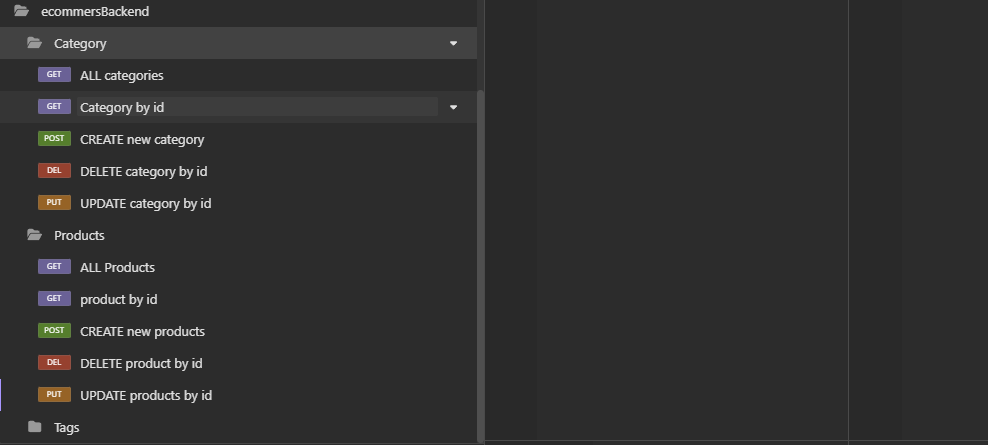 ecommersBackend
Category
GET ALL categories
GET Category by id
POST CREATE new category
DEL DELETE category by id
PUT UPDATE category by id
Products
GET ALL Products
GET product by id
POST CREATE new products
DEL DELETE product by id
PUT UPDATE products by id
Tags